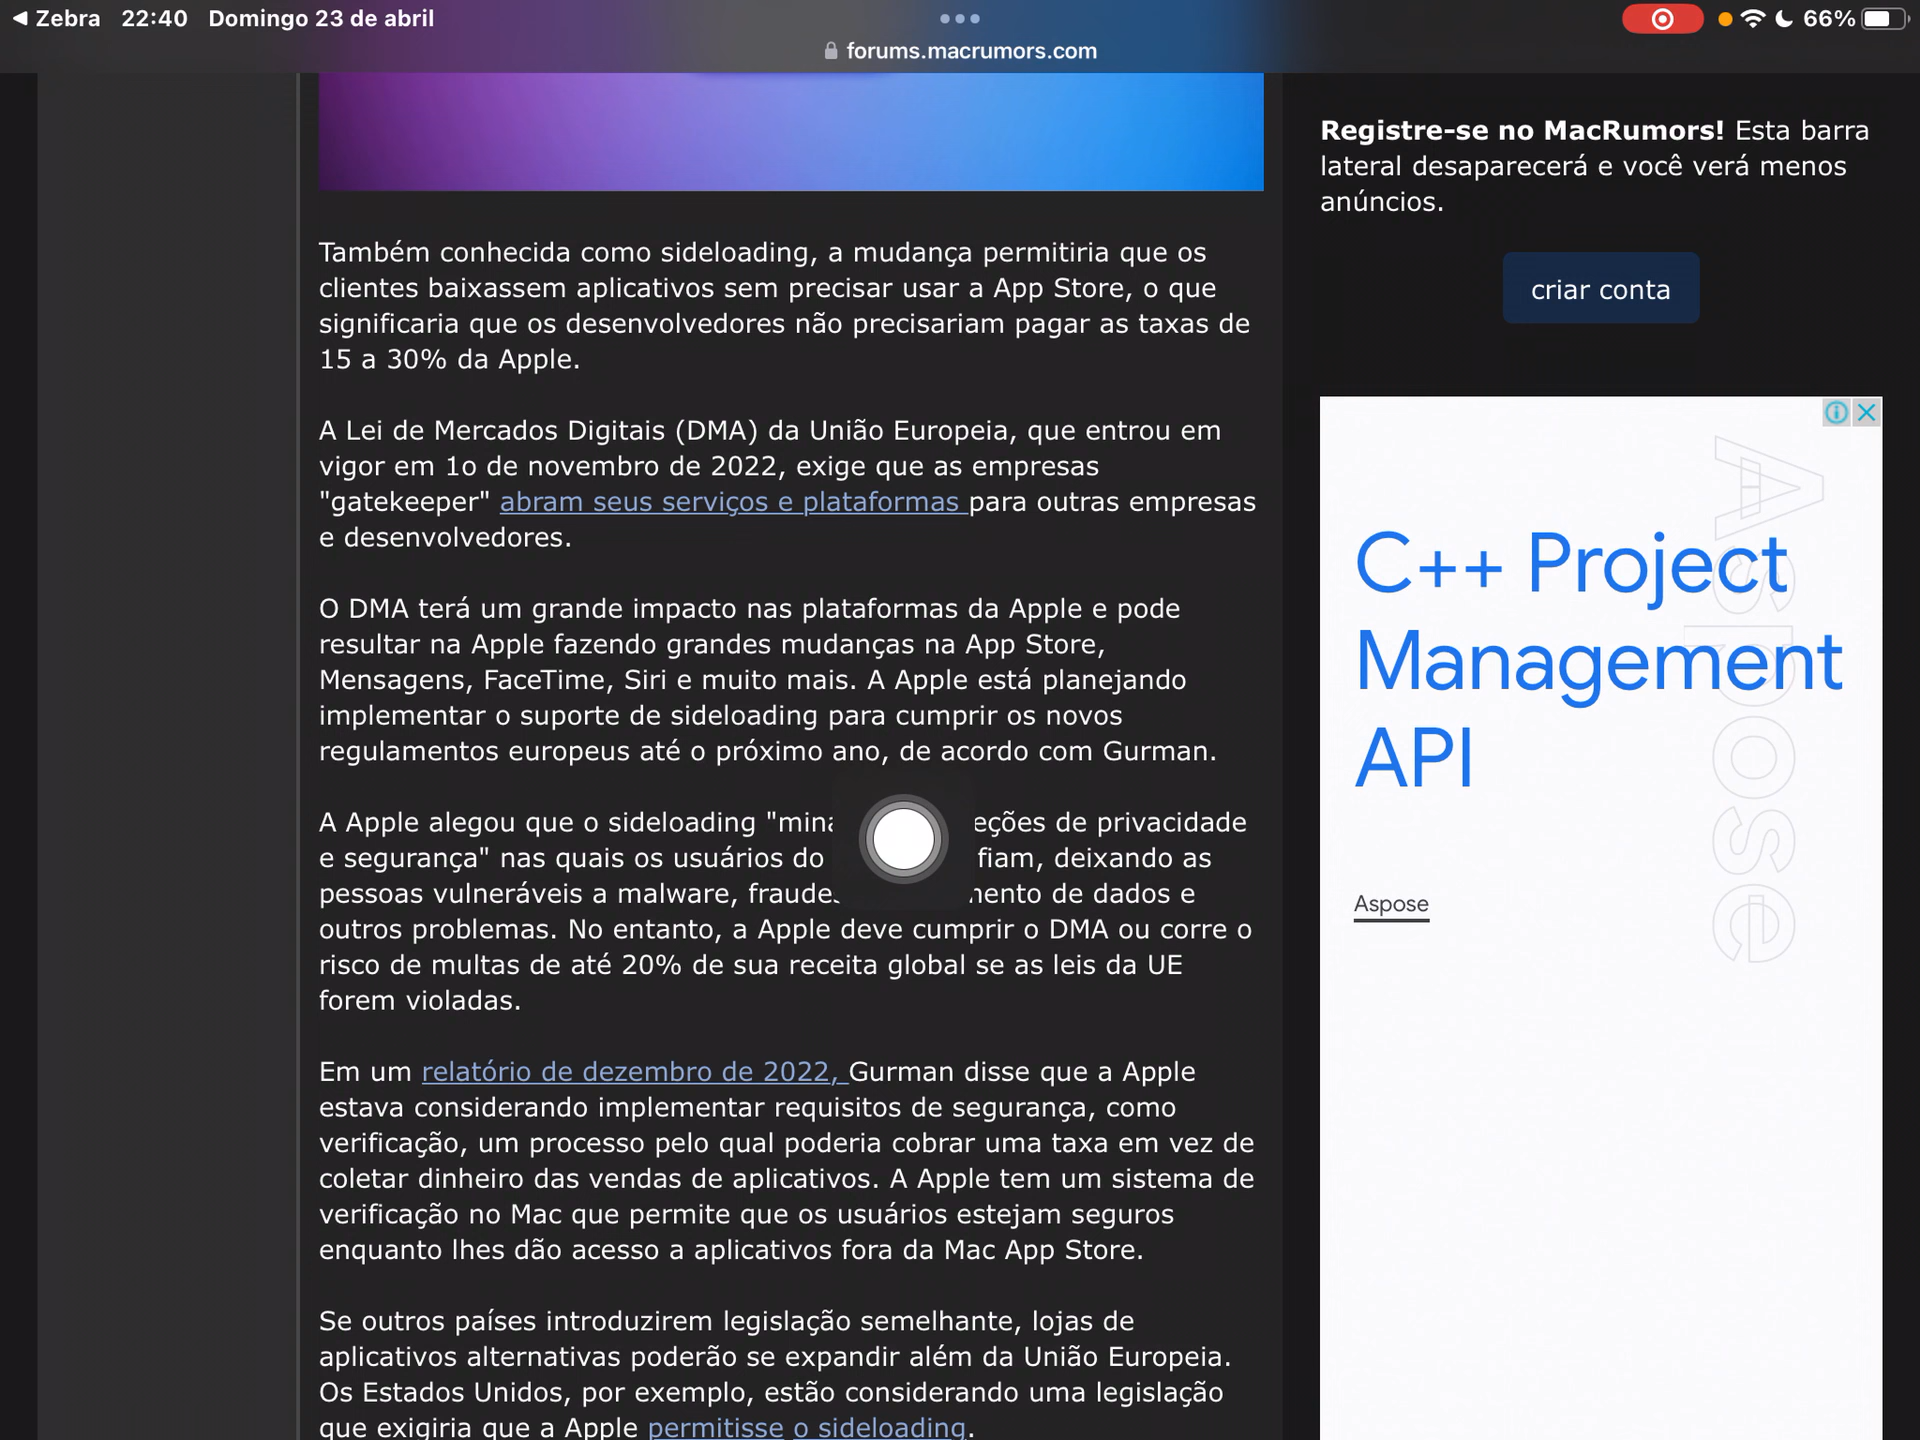 Zebra 22:40 Domingo 23 de abril
66%
forums.macrumors.com
Também conhecida como sideloading, a mudança permitiria que os
clientes baixassem aplicativos sem precisar usar a App Store, o que
significaria que os desenvolvedores não precisariam pagar as taxas de
15 a 30% da Apple.
A Lei de Mercados Digitais (DMA) da União Europeia, que entrou em
vigor em 1o de novembro de 2022, exige que as empresas
"gatekeeper" abram seus serviços e plataformas para outras empresas
e desenvolvedores.
O DMA terá um grande impacto nas plataformas da Apple e pode
resultar na Apple fazendo grandes mudanças na App Store,
Mensagens, FaceTime, Siri e muito mais. A Apple está planejando
implementar o suporte de sideloading para cumprir os novos
regulamentos europeus até o próximo ano, de acordo com Gurman.
A Apple alegou que o sideloading de privacidade
e segurança" nas quais os usuários do deixando as
pessoas vulneráveis a malware, de dados e
outros problemas. No entanto, a Apple deve cumprir o DMA ou corre o
risco de multas de até 20% de sua receita global se as leis da UE
forem violadas.
Em um relatório de dezembro de 2022, Gurman disse que a Apple
estava considerando implementar requisitos de segurança, como
verificação, um processo pelo qual poderia cobrar uma taxa em vez de
coletar dinheiro das vendas de aplicativos. A Apple tem um sistema de
verificação no Mac que permite que os usuários estejam seguros
enquanto lhes dão acesso a aplicativos fora da Mac App Store.
Se outros países introduzirem legislação semelhante, lojas de
aplicativos alternativas poderão se expandir além da União Europeia.
Os Estados Unidos, por exemplo, estão considerando uma legislação
que exigiria que a Apple permitisse o sideloading.
Registre-se no MacRumors! Esta barra
lateral desaparecerá e você verá menos
anúncios.
criar conta
C++ Project
Management
API
Aspose
Aspose